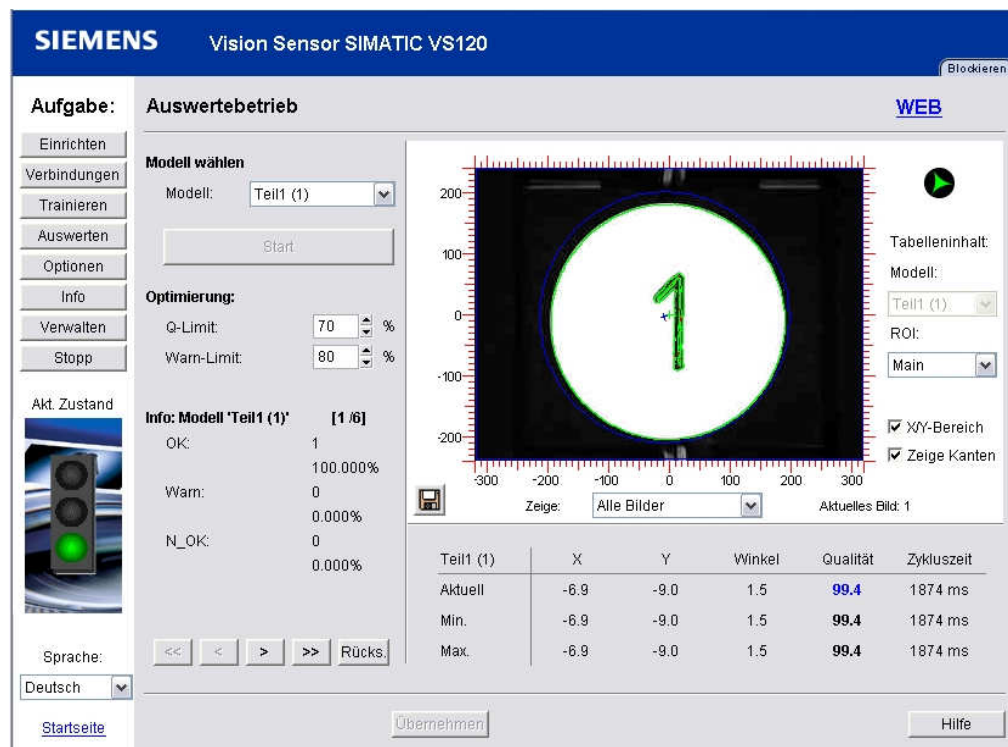 SIEMENS Vision Sensor SIMATIC VS120
Blockieren
Aufgabe: Auswertebetrieb WEB
Einrichten
Verbindungen
Trainieren
Auswerten
Optionen
Info
Verwalten
Stopp
Akt. Zustand
Sprache:
Deutsch
Startseite
Modell wählen
Modell: Teil1 (1)
Start
Optimierung:
Q-Limit: 70 %
Warn-Limit: 80 %
Info: Modell 'Teil1 (1)' [1 /6]
OK: 1
100.000%
Warn: 0
0.000%
N_OK: 0
0.000%
<< < > >> Rücks.
200
100
0
-100
-200
-300 -200 -100 0 100 200 300
1
Zeige: Alle Bilder Aktuelles Bild: 1
Tabelleninhalt:
Modell:
Teil1 (1)
ROI:
Main
X/Y-Bereich
Zeige Kanten
Teil1 (1) X Y Winkel Qualität Zykluszeit
Aktuell -6.9 -9.0 1.5 99.4 1874 ms
Min. -6.9 -9.0 1.5 99.4 1874 ms
Max. -6.9 -9.0 1.5 99.4 1874 ms
Übernehmen Hilfe